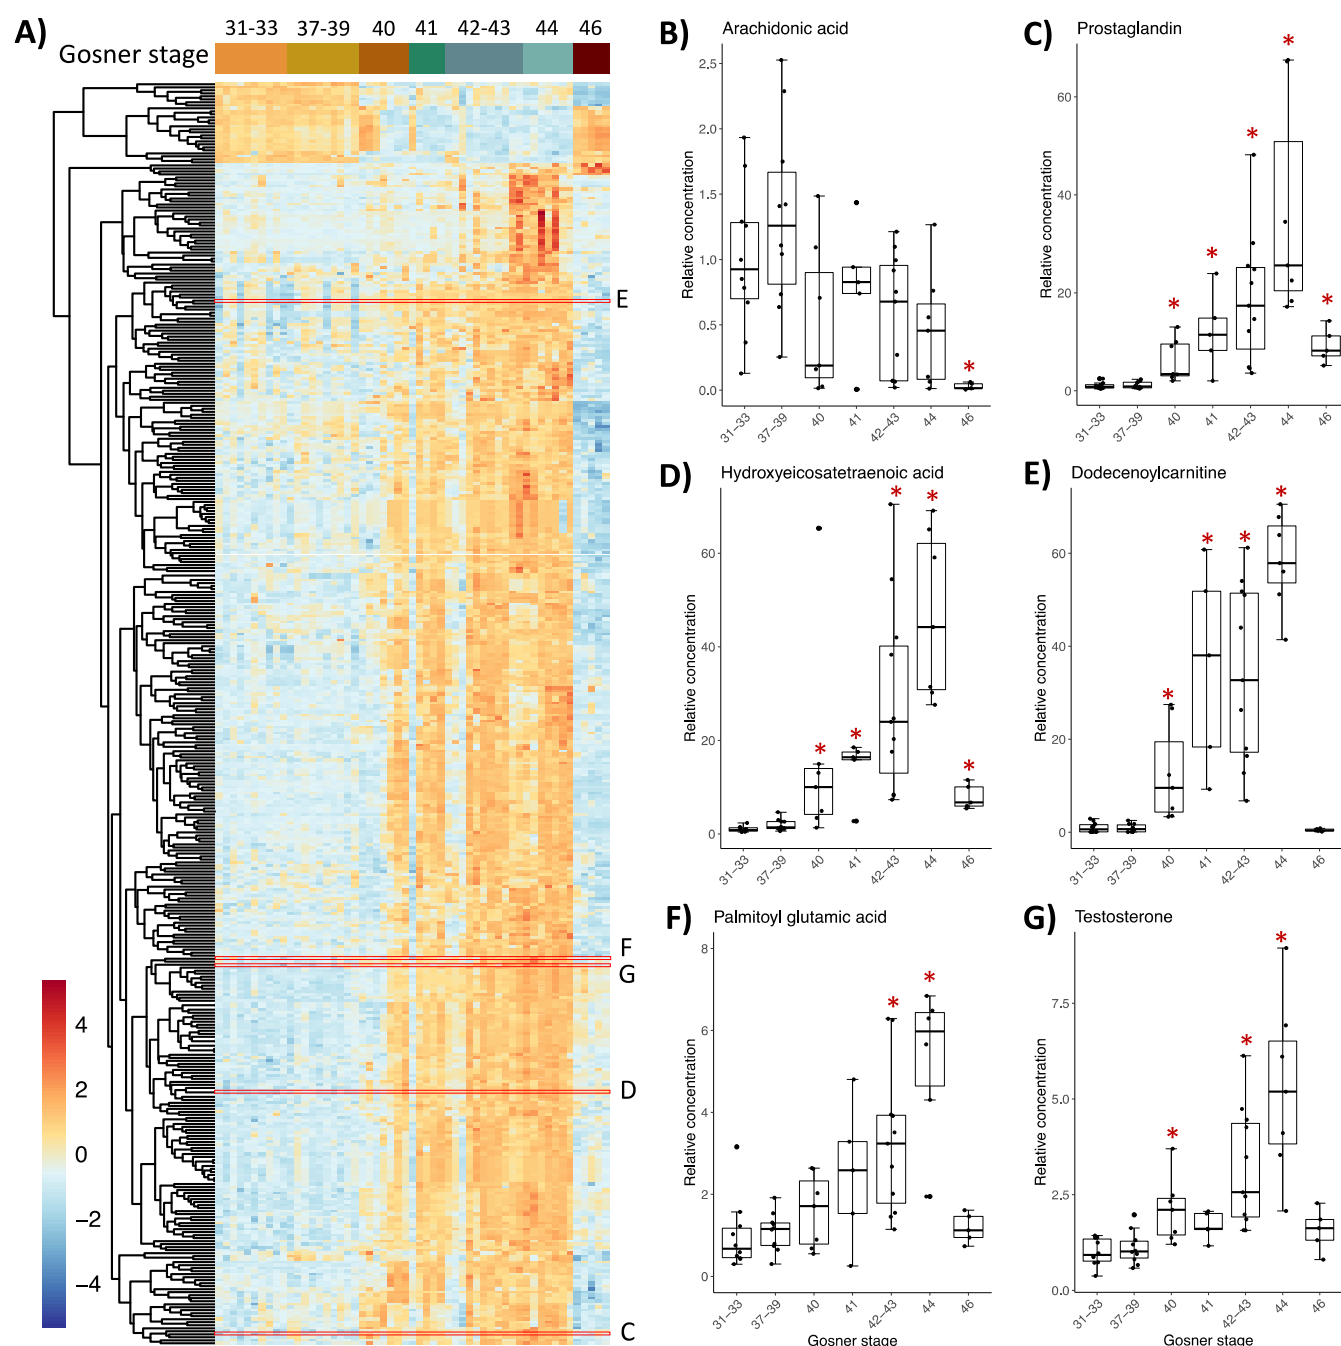 A)
Gosner stage
31–33 37–39 40 41 42–43 44 46
E
F
G
D
C
4
2
0
−2
−4
B) Arachidonic acid
Relative concentration
2.5
2.0
1.5
1.0
0.5
0.0
31−33 37−39 40 41 42−43 44 46
*
C) Prostaglandin
Relative concentration
60
40
20
0
31−33 37−39 40 41 42−43 44 46
* * * * *
D) Hydroxyeicosatetraenoic acid
Relative concentration
60
40
20
0
31−33 37−39 40 41 42−43 44 46
* * * * *
E) Dodecenoylcarnitine
Relative concentration
60
40
20
0
31−33 37−39 40 41 42−43 44 46
* * * *
F) Palmitoyl glutamic acid
Relative concentration
8
6
4
2
0
31−33 37−39 40 41 42−43 44 46
Gosner stage
* *
G) Testosterone
Relative concentration
7.5
5.0
2.5
0.0
31−33 37−39 40 41 42−43 44 46
Gosner stage
* * *